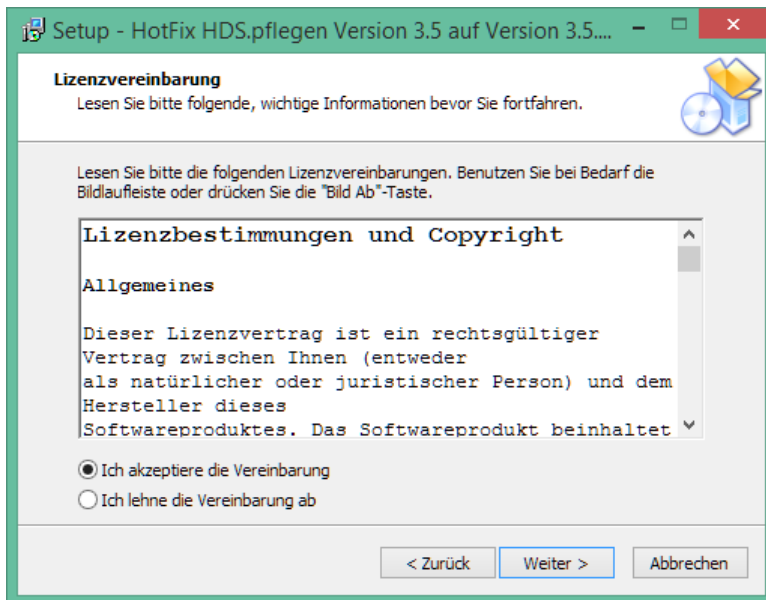 Setup - HotFix HDS.pflegen Version 3.5 auf Version 3.5....
Lizenzvereinbarung
Lesen Sie bitte folgende, wichtige Informationen bevor Sie fortfahren.
Lesen Sie bitte die folgenden Lizenzvereinbarungen. Benutzen Sie bei Bedarf die
Bildlaufleiste oder drücken Sie die "Bild Ab"-Taste.
Lizenzbestimmungen und Copyright
Allgemeines
Dieser Lizenzvertrag ist ein rechtsgültiger
Vertrag zwischen Ihnen (entweder
als natürlicher oder juristischer Person) und dem
Hersteller dieses
Softwareproduktes. Das Softwareprodukt beinhaltet
Ich akzeptiere die Vereinbarung
Ich lehne die Vereinbarung ab
< Zurück Weiter > Abbrechen